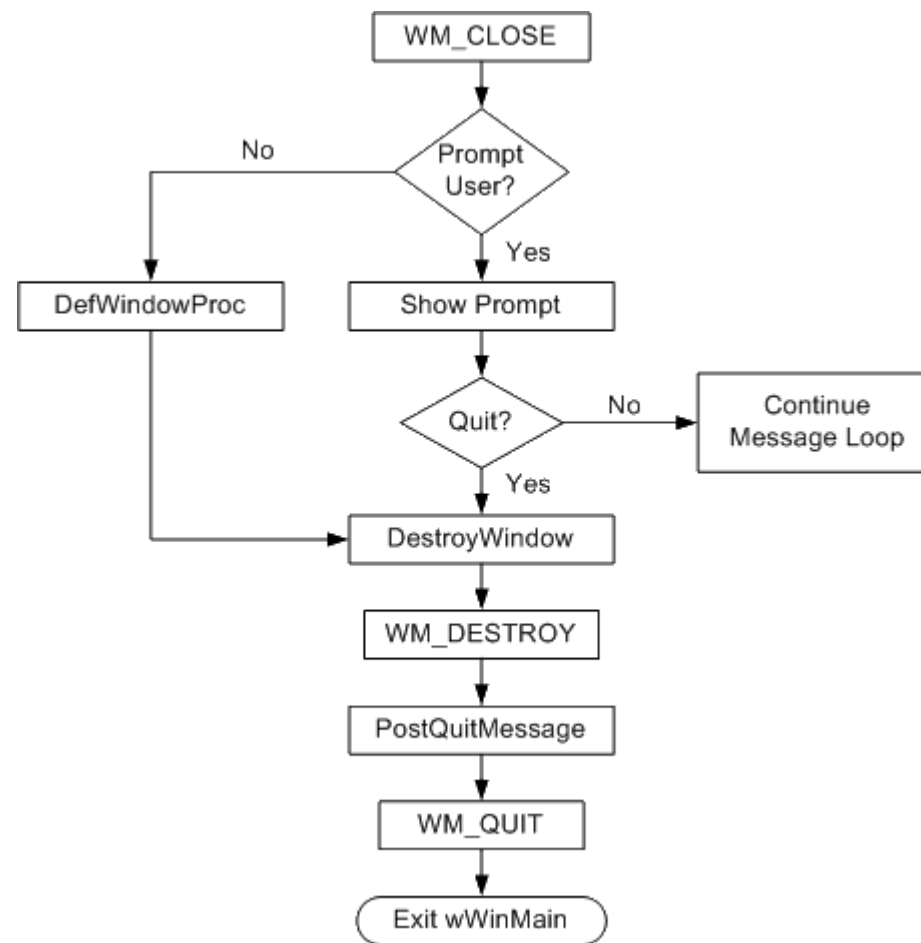 WM_CLOSE
Prompt
User?
No
Yes
DefWindowProc
Show Prompt
Quit?
No
Continue
Message Loop
Yes
DestroyWindow
WM_DESTROY
PostQuitMessage
WM_QUIT
Exit wWinMain